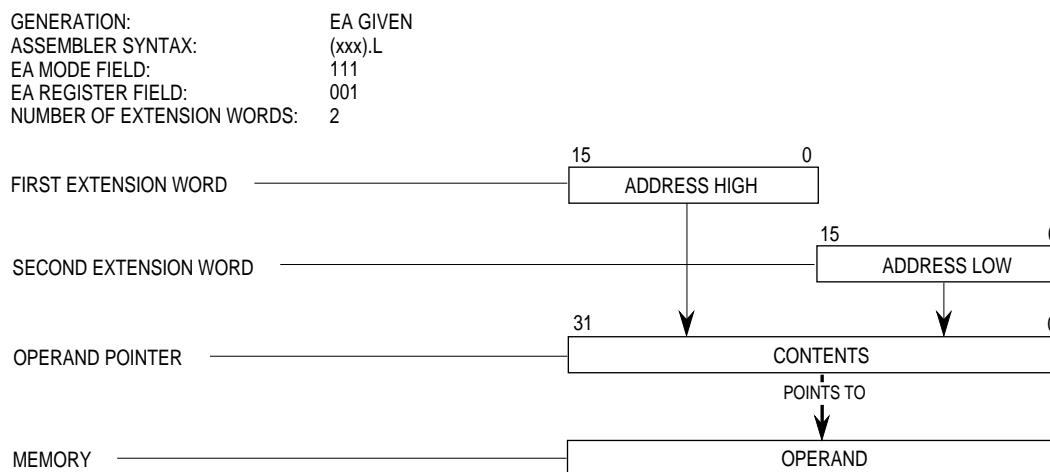 GENERATION: EA GIVEN
ASSEMBLER SYNTAX: (xxx).L
EA MODE FIELD: 111
EA REGISTER FIELD: 001
NUMBER OF EXTENSION WORDS: 2
15 0
FIRST EXTENSION WORD ADDRESS HIGH
15
SECOND EXTENSION WORD ADDRESS LOW
31
OPERAND POINTER CONTENTS
POINTS TO
MEMORY OPERAND